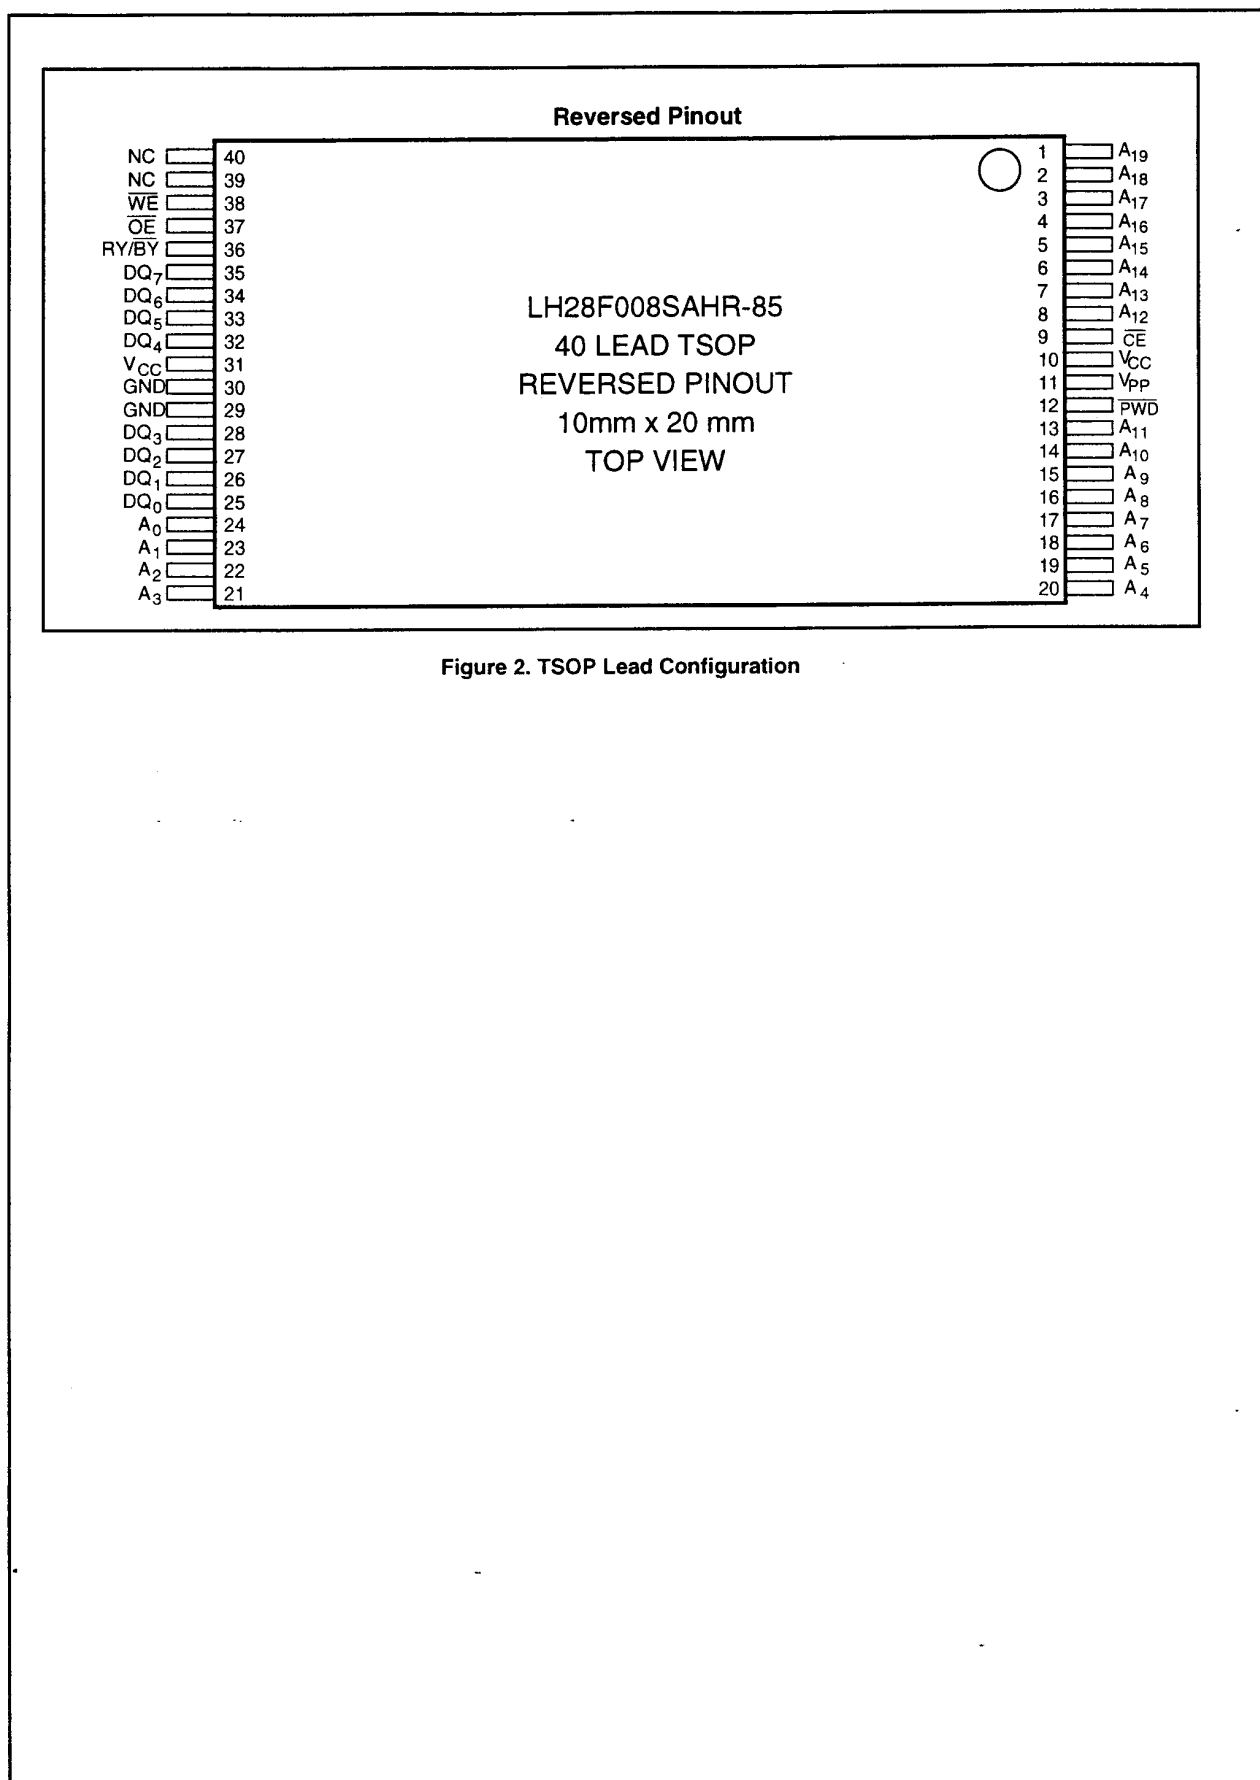 Reversed Pinout
NC 40 1 A19
NC 39 2 A18
W̅E̅ 38 3 A17
O̅E̅ 37 4 A16
RY/B̅Y̅ 36 5 A15
DQ7 35 6 A14
DQ6 34 7 A13
DQ5 33 8 A12
DQ4 32 9 C̅E̅
VCC 31 10 VCC
GND 30 11 VPP
GND 29 12 P̅W̅D̅
DQ3 28 13 A11
DQ2 27 14 A10
DQ1 26 15 A9
DQ0 25 16 A8
A0 24 17 A7
A1 23 18 A6
A2 22 19 A5
A3 21 20 A4
LH28F008SAHR-85
40 LEAD TSOP
REVERSED PINOUT
10mm x 20 mm
TOP VIEW
Figure 2. TSOP Lead Configuration